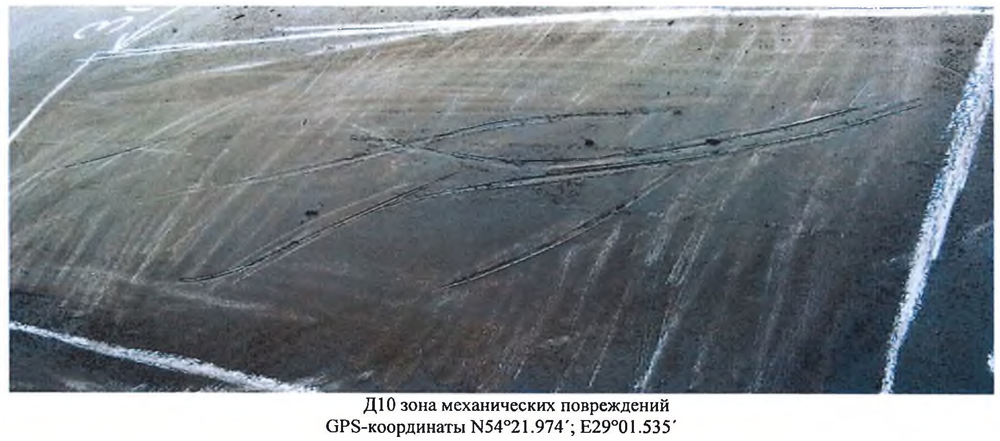 Д10 зона механических повреждений
GPS-координаты N54°21.974´; E29°01.535´